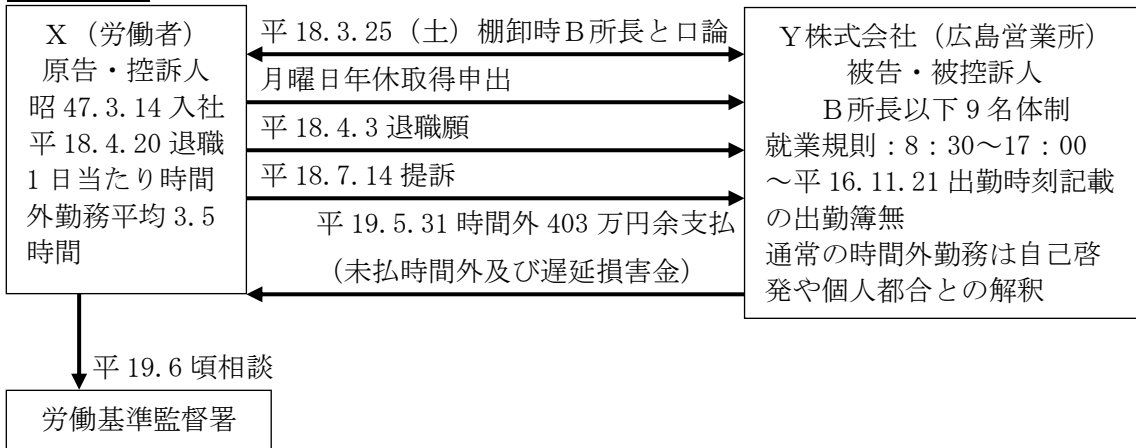 X（労働者）
原告・控訴人
昭 47.3.14 入社
平 18.4.20 退職
1 日当たり時間
外勤務平均 3.5
時間
平 18.3.25（土）棚卸時Ｂ所長と口論
月曜日年休取得申出
平 18.4.3 退職願
平 18.7.14 提訴
平 19.5.31 時間外 403 万円余支払
（未払時間外及び遅延損害金）
Ｙ株式会社（広島営業所）
被告・被控訴人
Ｂ所長以下 9 名体制
就業規則：8：30～17：00
～平 16.11.21 出勤時刻記載
の出勤簿無
通常の時間外勤務は自己啓
発や個人都合との解釈
平 19.6 頃相談
労働基準監督署